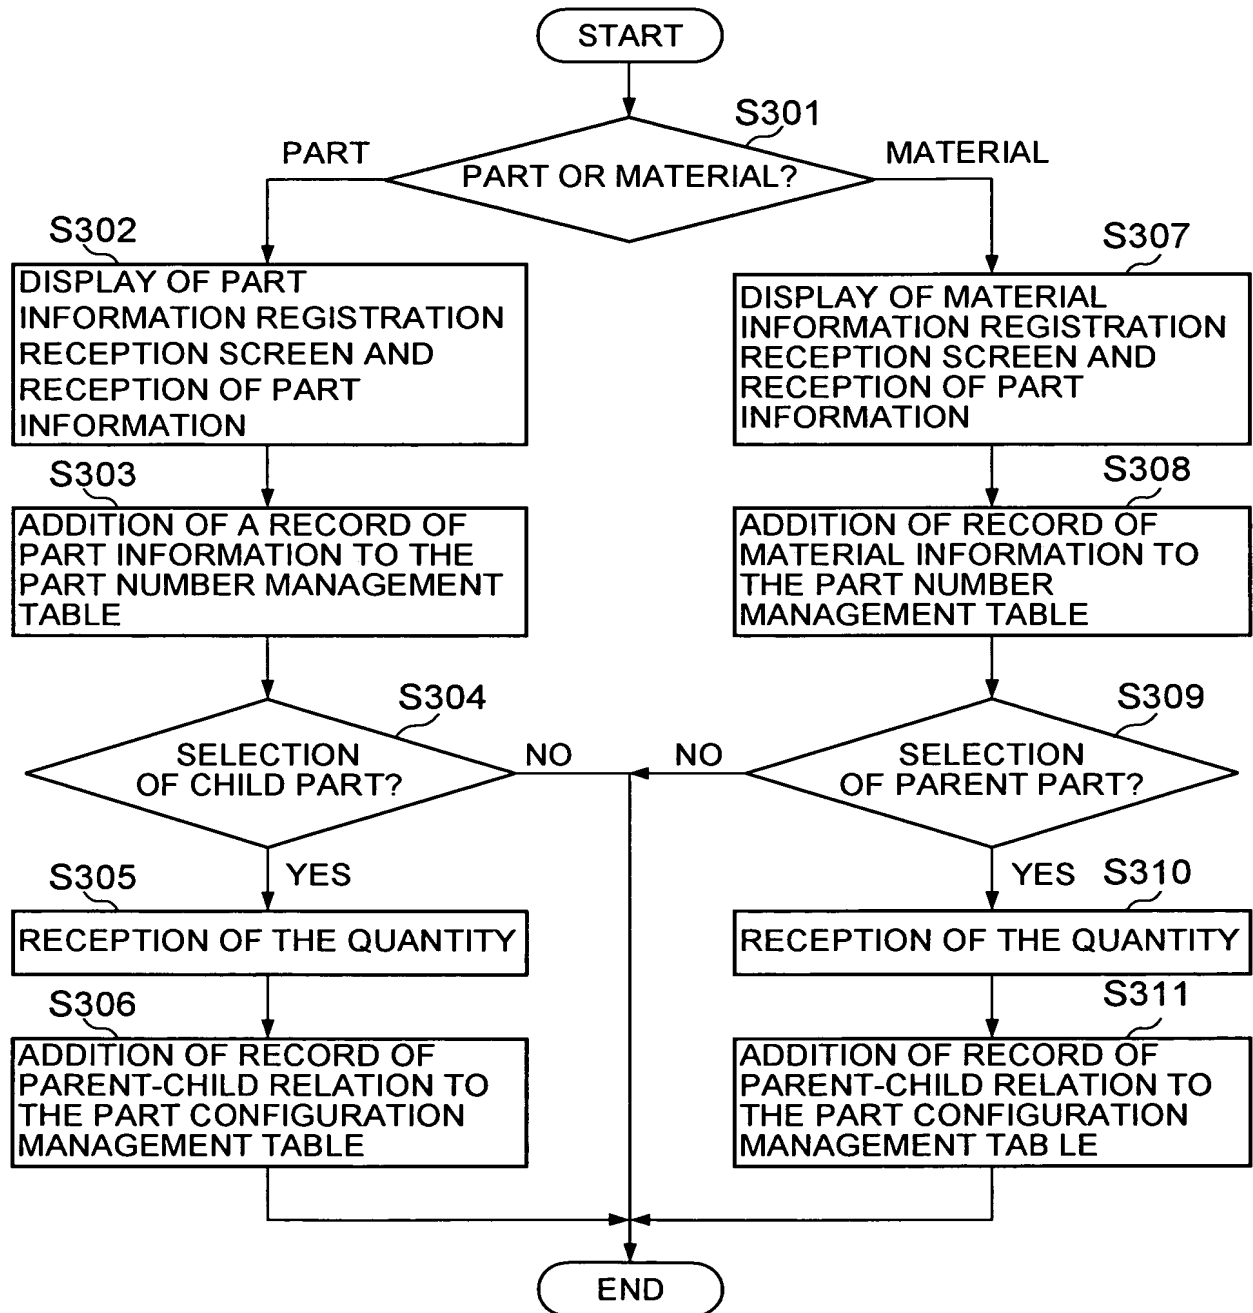 START
S301
PART
PART OR MATERIAL?
MATERIAL
S302
DISPLAY OF PART
INFORMATION REGISTRATION
RECEPTION SCREEN AND
RECEPTION OF PART
INFORMATION
S307
DISPLAY OF MATERIAL
INFORMATION REGISTRATION
RECEPTION SCREEN AND
RECEPTION OF PART
INFORMATION
S303
ADDITION OF A RECORD OF
PART INFORMATION TO THE
PART NUMBER MANAGEMENT
TABLE
S308
ADDITION OF RECORD OF
MATERIAL INFORMATION TO
THE PART NUMBER
MANAGEMENT TABLE
S304
SELECTION
OF CHILD PART?
NO
NO
S309
SELECTION
OF PARENT PART?
YES
S305
RECEPTION OF THE QUANTITY
YES
S310
RECEPTION OF THE QUANTITY
S306
ADDITION OF RECORD OF
PARENT-CHILD RELATION TO
THE PART CONFIGURATION
MANAGEMENT TABLE
S311
ADDITION OF RECORD OF
PARENT-CHILD RELATION TO
THE PART CONFIGURATION
MANAGEMENT TAB LE
END